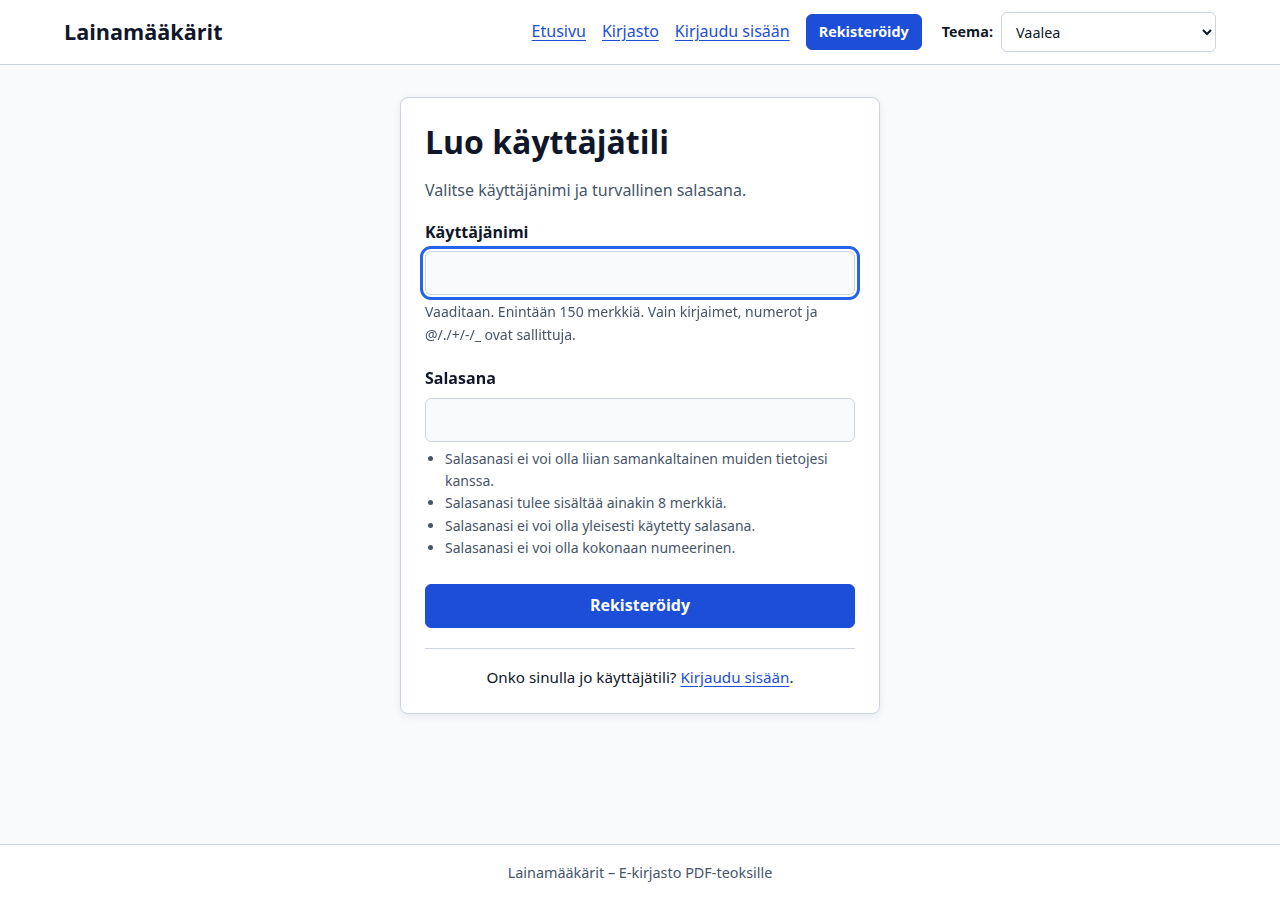 Lainamääkärit
Etusivu Kirjasto Kirjaudu sisään Rekisteröidy Teema: Vaalea
Luo käyttäjätili
Valitse käyttäjänimi ja turvallinen salasana.
Käyttäjänimi
Vaaditaan. Enintään 150 merkkiä. Vain kirjaimet, numerot ja
@/./+/-/_ ovat sallittuja.
Salasana
Salasanasi ei voi olla liian samankaltainen muiden tietojesi
kanssa.
Salasanasi tulee sisältää ainakin 8 merkkiä.
Salasanasi ei voi olla yleisesti käytetty salasana.
Salasanasi ei voi olla kokonaan numeerinen.
Rekisteröidy
Onko sinulla jo käyttäjätili? Kirjaudu sisään.
Lainamääkärit – E-kirjasto PDF-teoksille